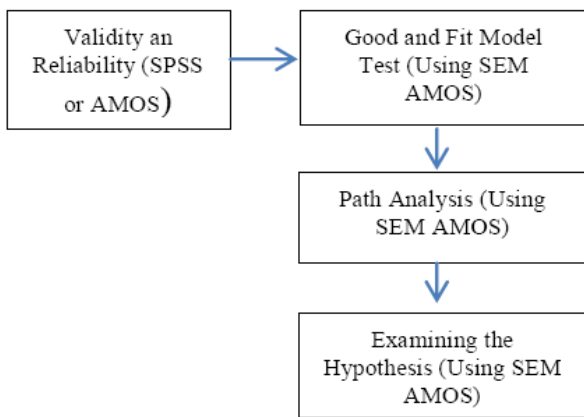 Validity an
Reliability (SPSS
or AMOS)
Good and Fit Model
Test (Using SEM
AMOS)
Path Analysis (Using
SEM AMOS)
Examining the
Hypothesis (Using SEM
AMOS)